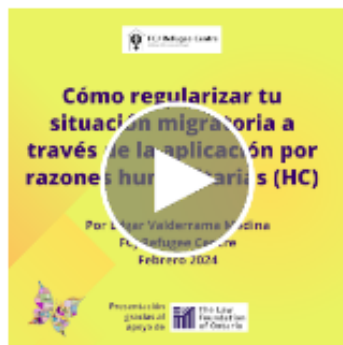 FCJ Refugee Centre
Cómo regularizar tu
situación migratoria a
través de la aplicación por
razones humanitarias (HC)
Por Edgar Valderrama Medina
FCJ Refugee Centre
Febrero 2024
Presentación
gracias al
apoyo de
The Law
Foundation
of Ontario